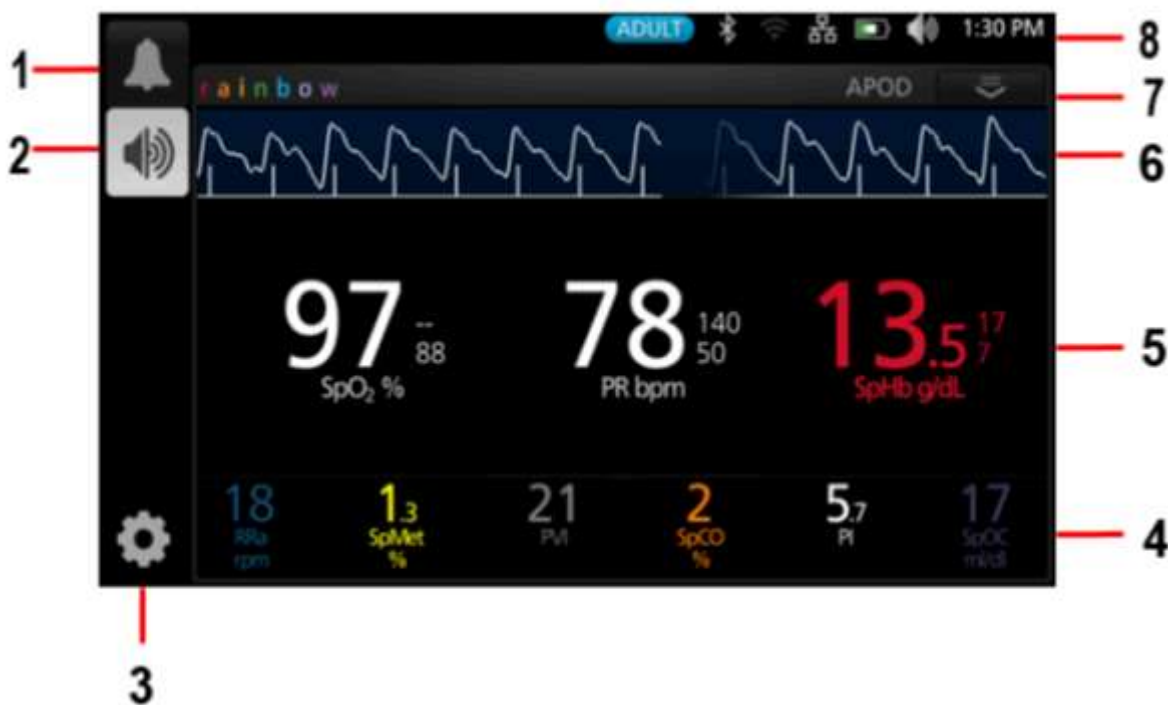 ADULT 1:30 PM 8
1
rainbow APOD 7
2
6
97 -- 88 78 140 50 13.5 17 7
SpO₂ % PR bpm SpHb g/dL
5
18 1.3 21 2 5.7 17
RRa SpMet PVI SpCO PI SpOC
rpm % % ml/dl
4
3